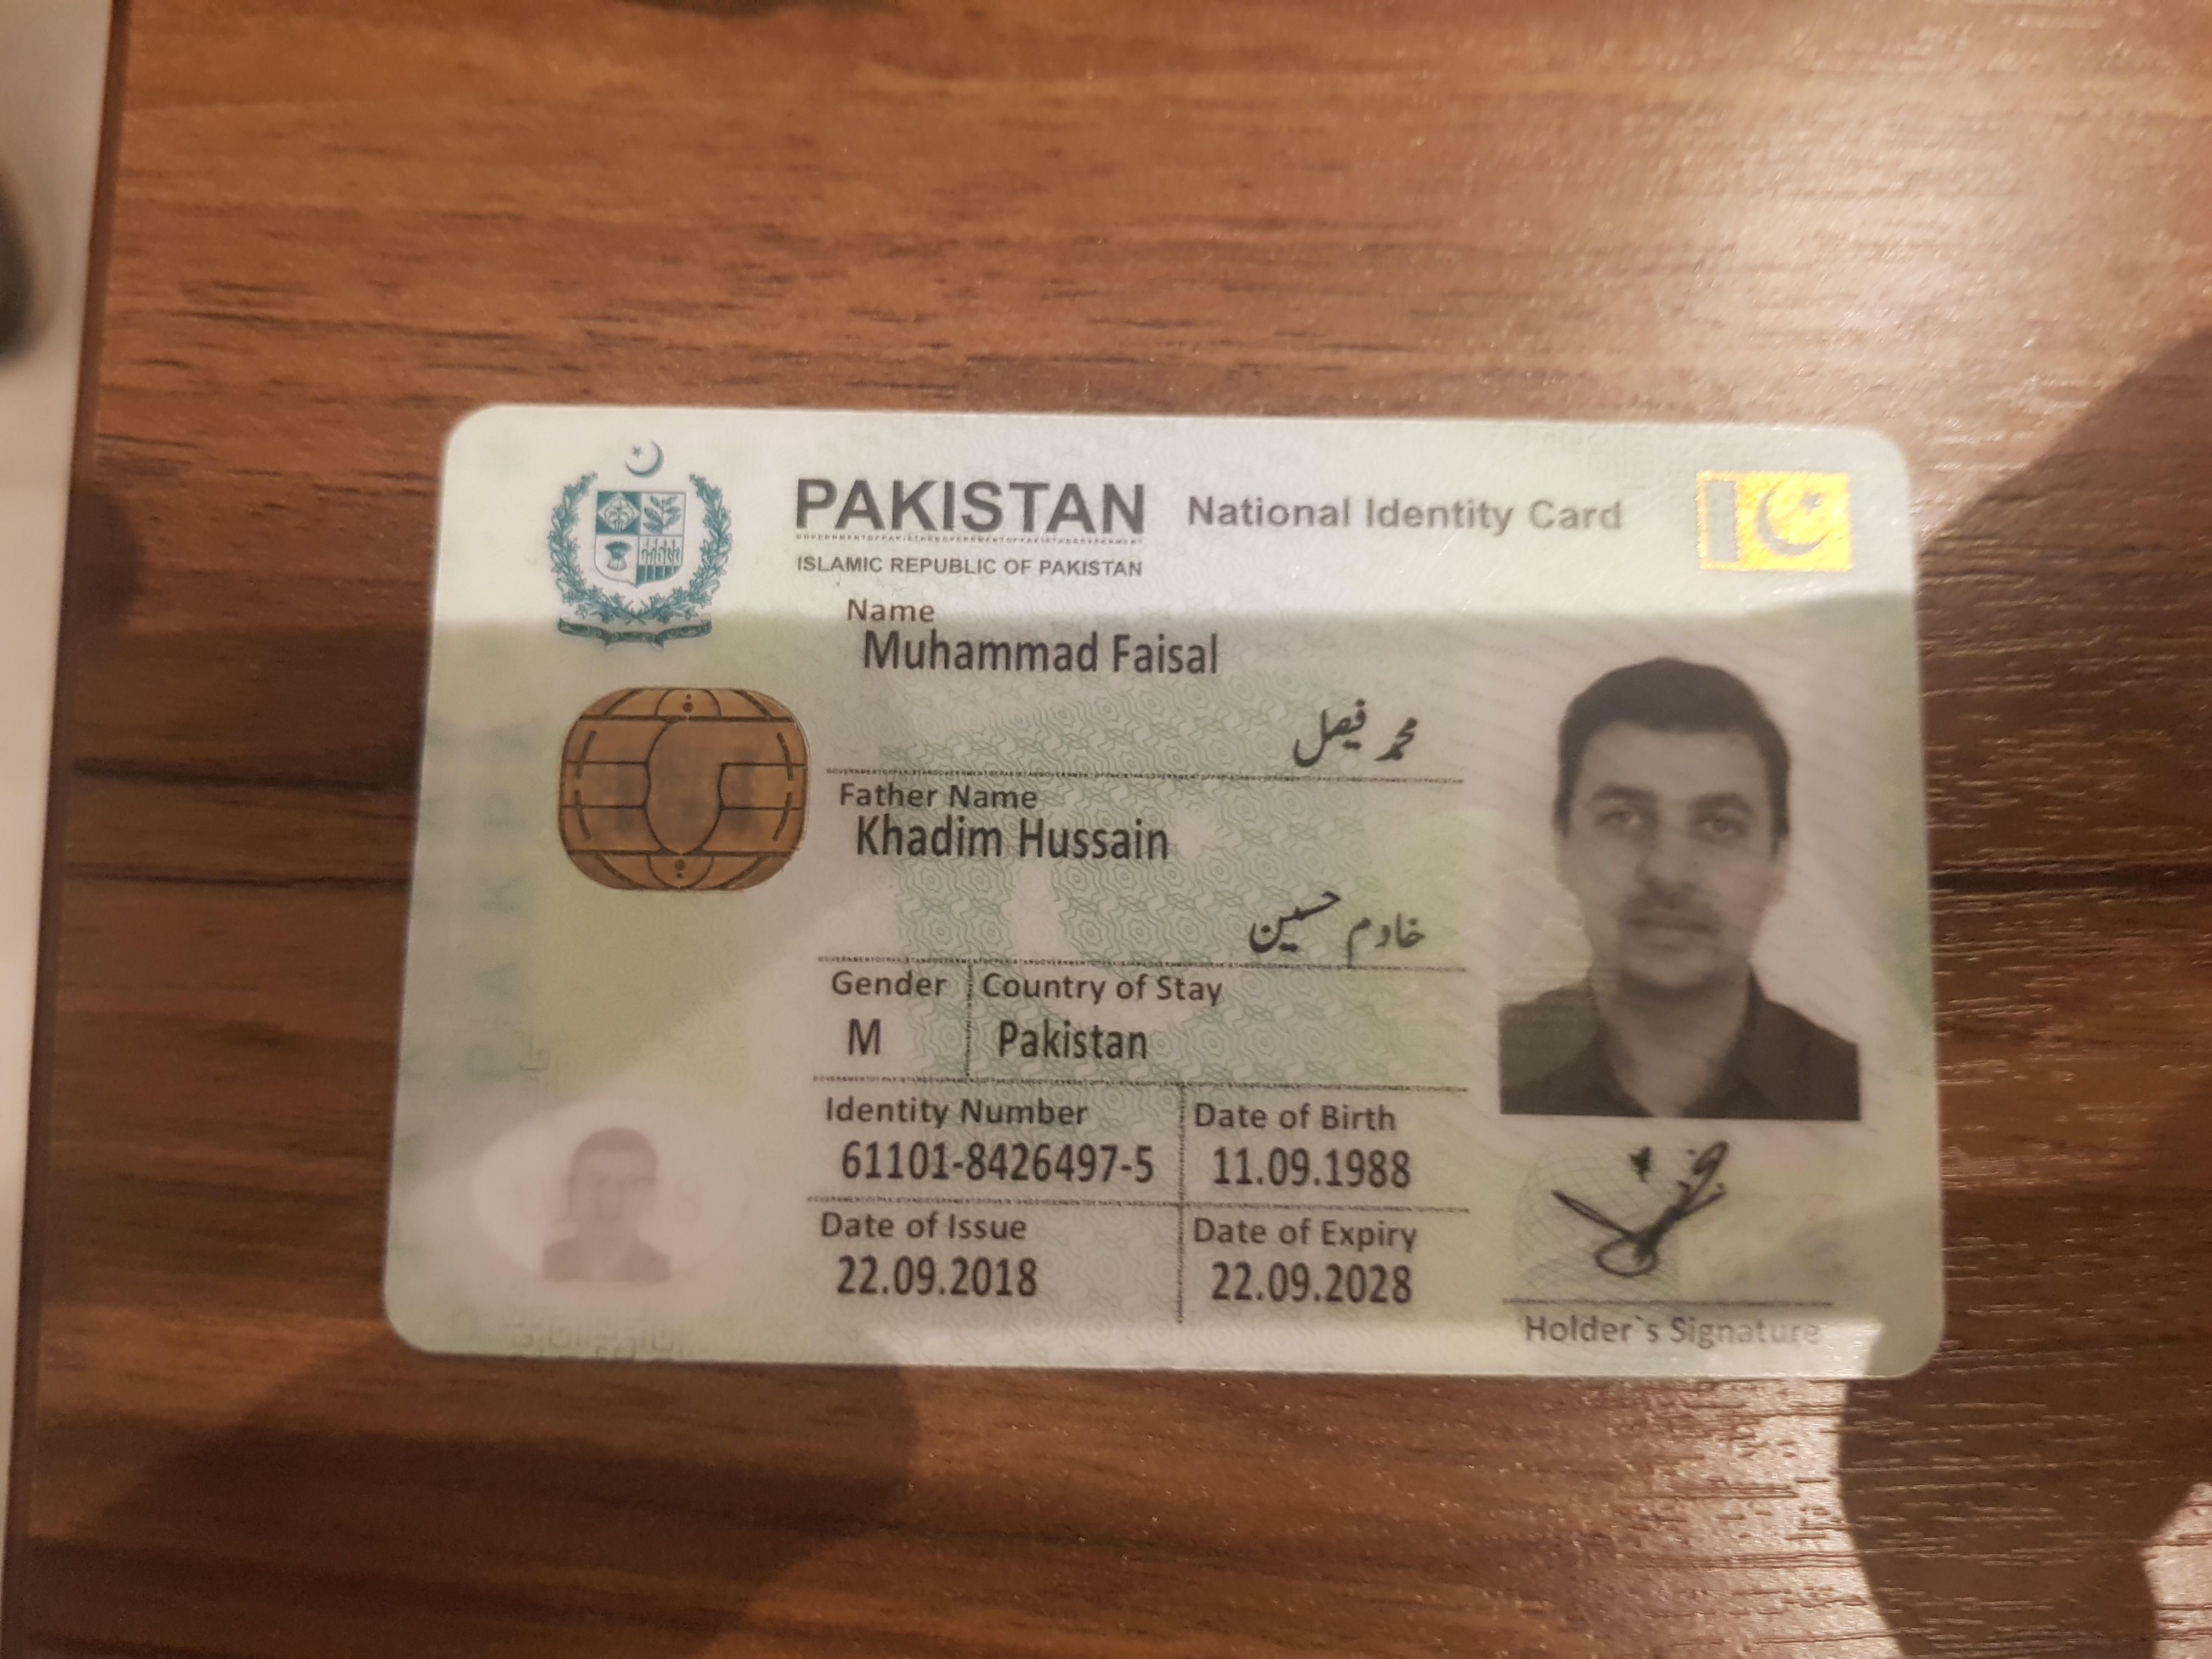 PAKISTAN National Identity Card
ISLAMIC REPUBLIC OF PAKISTAN
Name
Muhammad Faisal
محمد فیصل
Father Name
Khadim Hussain
خادم حسین
Gender Country of Stay
M Pakistan
Identity Number Date of Birth
61101-8426497-5 11.09.1988
Date of Issue Date of Expiry
22.09.2018 22.09.2028
Holder`s Signature